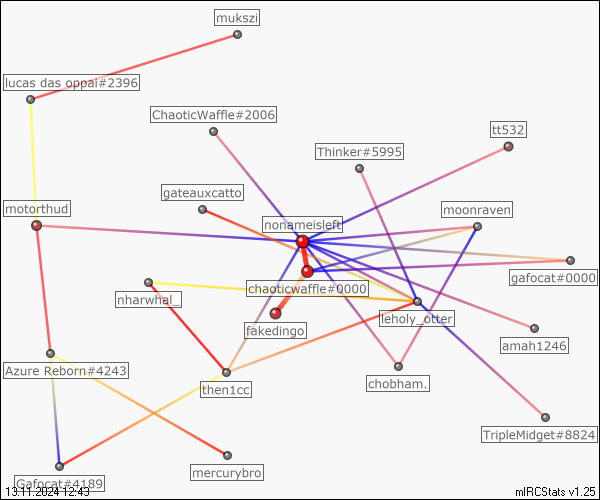 mukszi
lucas das oppai#2396
ChaoticWaffle#2006
tt532
Thinker#5995
gateauxcatto
motorthud
nonameisleft
moonraven
gafocat#0000
chaoticwaffle#0000
nharwhal_
leholy_otter
fakedingo
amah1246
Azure Reborn#4243
then1cc
chobham.
TripleMidget#8824
mercurybro
Gafocat#4189
13.11.2024 12:43
mIRCStats v1.25